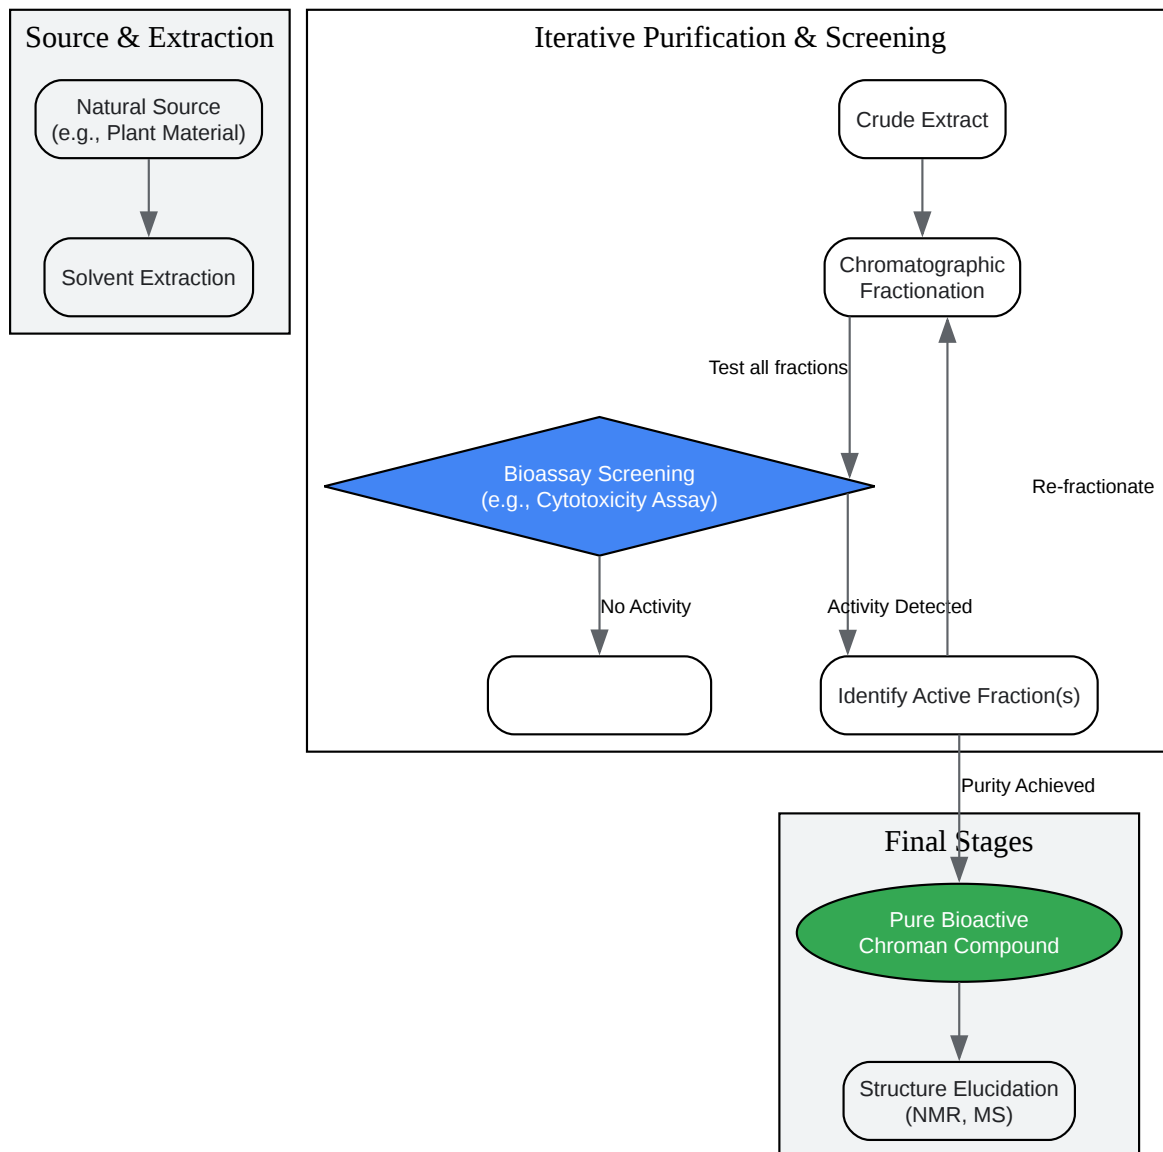 Source & Extraction
Natural Source
(e.g., Plant Material)
Solvent Extraction
Iterative Purification & Screening
Crude Extract
Chromatographic
Fractionation
Test all fractions
Bioassay Screening
(e.g., Cytotoxicity Assay)
Re-fractionate
No Activity
Activity Detected
Identify Active Fraction(s)
Purity Achieved
Final Stages
Pure Bioactive
Chroman Compound
Structure Elucidation
(NMR, MS)